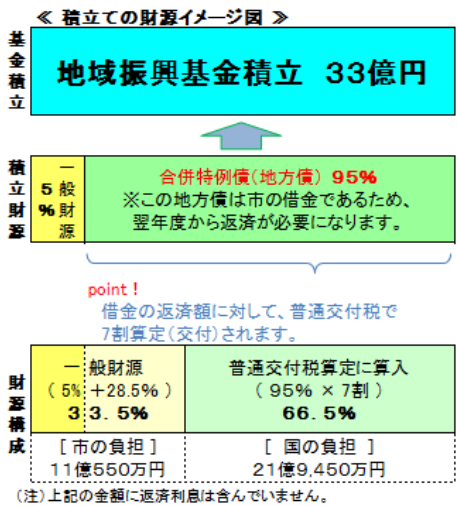 ≪ 積立ての財源イメージ図 ≫
基金積立
地域振興基金積立 33億円
積立財源
一般財源
5%
合併特例債(地方債) 95%
※この地方債は市の借金であるため、
翌年度から返済が必要になります。
point!
借金の返済額に対して、普通交付税で
7割算定(交付)されます。
財源構成
一般財源
(5%+28.5%)
33.5%
普通交付税算定に算入
(95%×7割)
66.5%
[市の負担]
11億550万円
[国の負担]
21億9,450万円
(注)上記の金額に返済利息は含んでいません。